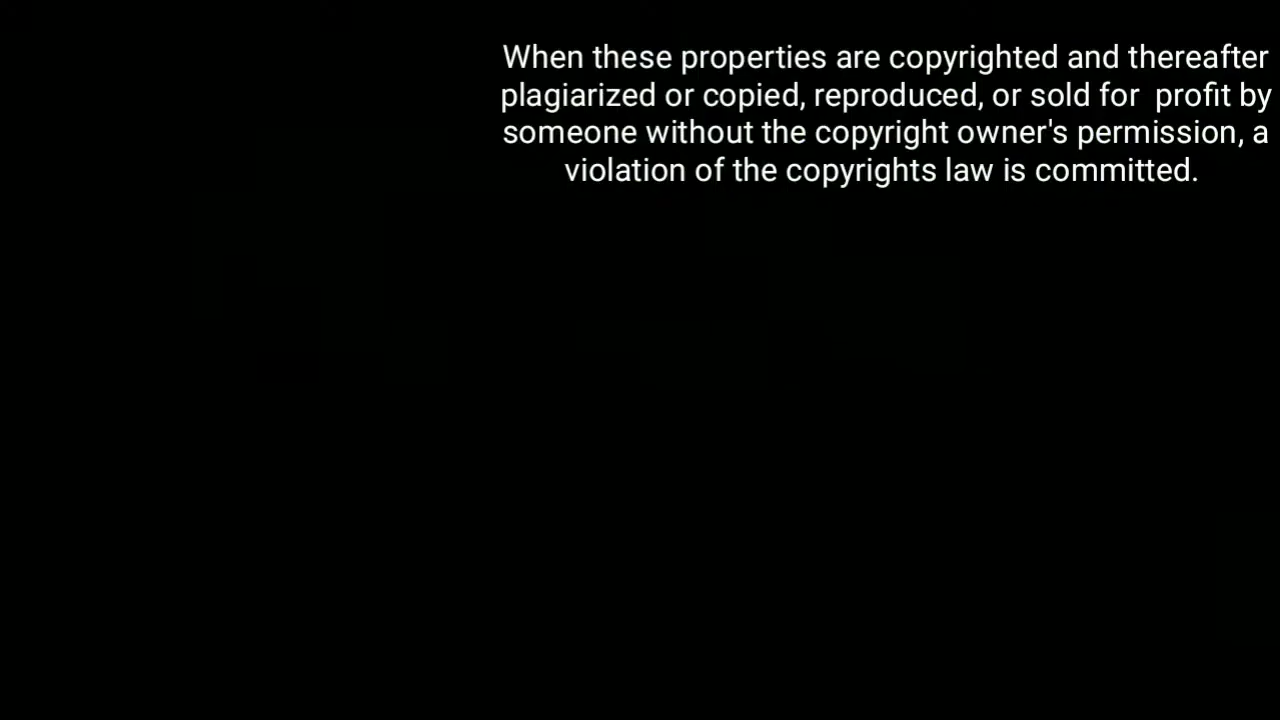 When these properties are copyrighted and thereafter
plagiarized or copied, reproduced, or sold for  profit by
someone without the copyright owner's permission, a
violation of the copyrights law is committed.